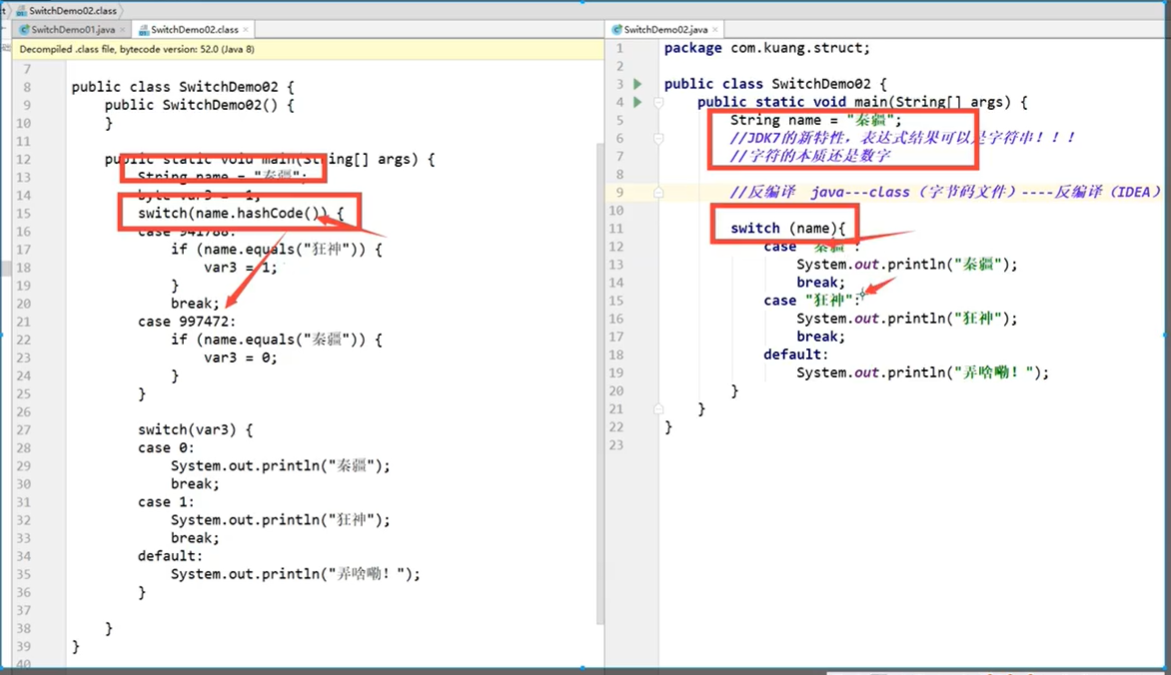 SwitchDemo02.class
SwitchDemo01.java
SwitchDemo02.class
Decompiled .class file, bytecode version: 52.0 (Java 8)
7
8 public class SwitchDemo02 {
9 public SwitchDemo02() {
10 }
11
12 public static void main(String[] args) {
13 String name = "秦疆";
14 byte var3 = -1;
15 switch(name.hashCode()) {
16 case 941788:
17 if (name.equals("狂神")) {
18 var3 = 1;
19 }
20 break;
21 case 997472:
22 if (name.equals("秦疆")) {
23 var3 = 0;
24 }
25 }
26
27 switch(var3) {
28 case 0:
29 System.out.println("秦疆");
30 break;
31 case 1:
32 System.out.println("狂神");
33 break;
34 default:
35 System.out.println("弄啥嘞！");
36 }
37
38 }
39 }
40
SwitchDemo02.java
1 package com.kuang.struct;
2
3 public class SwitchDemo02 {
4 public static void main(String[] args) {
5 String name = "秦疆";
6 //JDK7的新特性，表达式结果可以是字符串！！！
7 //字符的本质还是数字
8
9 //反编译 java---class（字节码文件）----反编译（IDEA）
10
11 switch (name){
12 case "秦疆":
13 System.out.println("秦疆");
14 break;
15 case "狂神":
16 System.out.println("狂神");
17 break;
18 default:
19 System.out.println("弄啥嘞！");
20 }
21 }
22 }
23